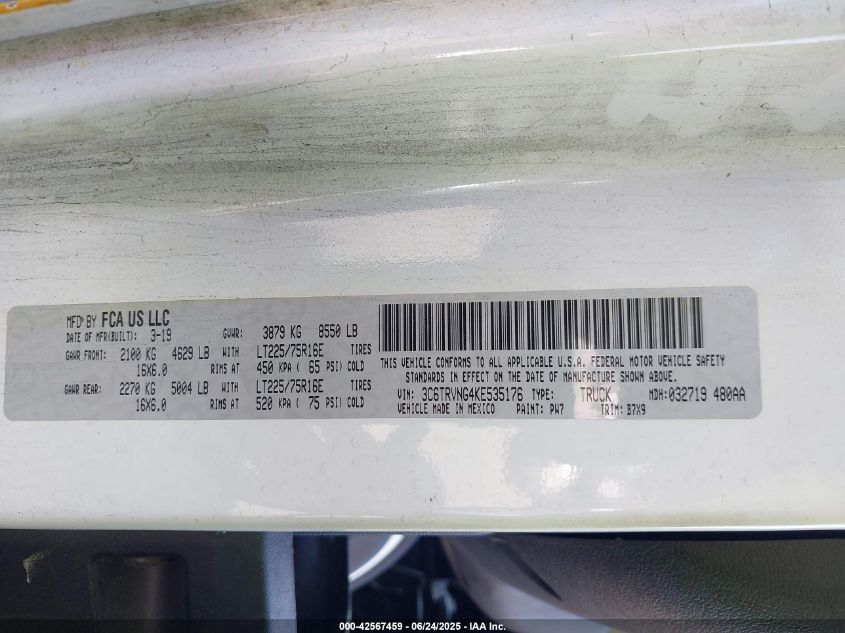 MFD BY FCA US LLC
DATE OF MFR(BUILT): 3-19 GVWR: 3879 KG 8550 LB
GAWR FRONT: 2100 KG 4629 LB WITH LT225/75R16E TIRES
16X6.0 RIMS AT 450 KPA ( 65 PSI) COLD
GAWR REAR: 2270 KG 5004 LB WITH LT225/75R16E TIRES
16X6.0 RIMS AT 520 KPA ( 75 PSI) COLD
THIS VEHICLE CONFORMS TO ALL APPLICABLE U.S.A. FEDERAL MOTOR VEHICLE SAFETY
STANDARDS IN EFFECT ON THE DATE OF MANUFACTURE SHOWN ABOVE.
VIN: 3C6TRVNG4KE535176 TYPE: TRUCK MDH:032719 480AA
VEHICLE MADE IN MEXICO PAINT: PW7 TRIM: B7X9
000-42567459 - 06/24/2025 - IAA Inc.